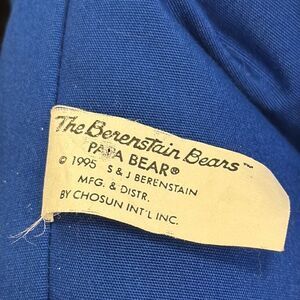 The Berenstain Bears™
PAPA BEAR®
© 1995 S & J BERENSTAIN
MFG. & DISTR.
BY CHOSUN INT'L INC.